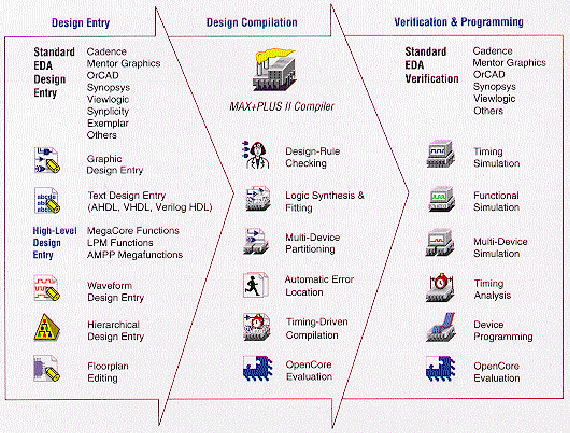 Design Entry
Standard EDA Design Entry
Cadence
Mentor Graphics
OrCAD
Synopsys
Viewlogic
Synplicity
Exemplar
Others
Graphic
Design Entry
Text Design Entry
(AHDL, VHDL, Verilog HDL)
High-Level
Design
Entry
MegaCore Functions
LPM Functions
AMPP Megafunctions
Waveform
Design Entry
Hierarchical
Design Entry
Floorplan
Editing
Design Compilation
MAX+PLUS II Compiler
Design-Rule
Checking
Logic Synthesis &
Fitting
Multi-Device
Partitioning
Automatic Error
Location
Timing-Driven
Compilation
OpenCore
Evaluation
Verification & Programming
Standard
EDA
Verification
Cadence
Mentor Graphics
OrCAD
Synopsys
Viewlogic
Others
Timing
Simulation
Functional
Simulation
Multi-Device
Simulation
Timing
Analysis
Device
Programming
OpenCore
Evaluation